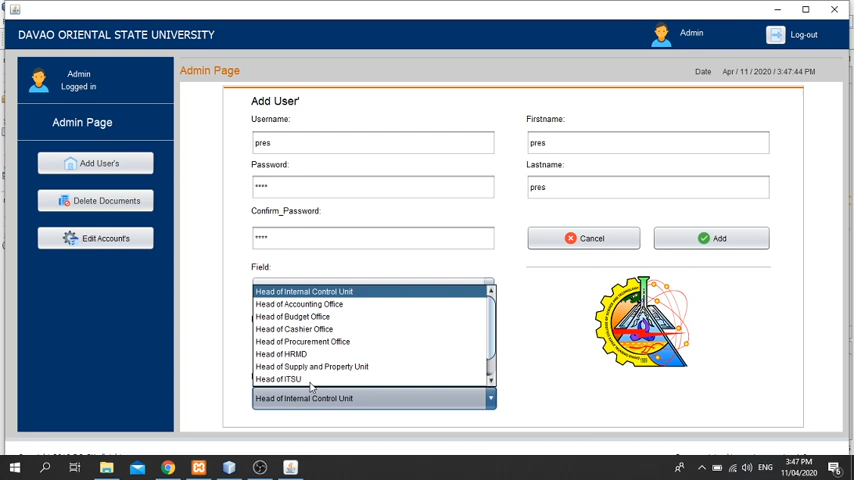 DAVAO ORIENTAL STATE UNIVERSITY
Admin
Log-out
Admin
Logged in
Admin Page
Date Apr / 11 / 2020 / 3:47:44 PM
Admin Page
Add User's
Delete Documents
Edit Account's
Add User'
Username:
Firstname:
pres
pres
Password:
Lastname:
****
pres
Confirm_Password:
****
Cancel
Add
Field:
Head of Internal Control Unit
Head of Accounting Office
Head of Budget Office
Head of Cashier Office
Head of Procurement Office
Head of HRMD
Head of Supply and Property Unit
Head of ITSU
Head of Internal Control Unit
ENG
3:47 PM
11/04/2020